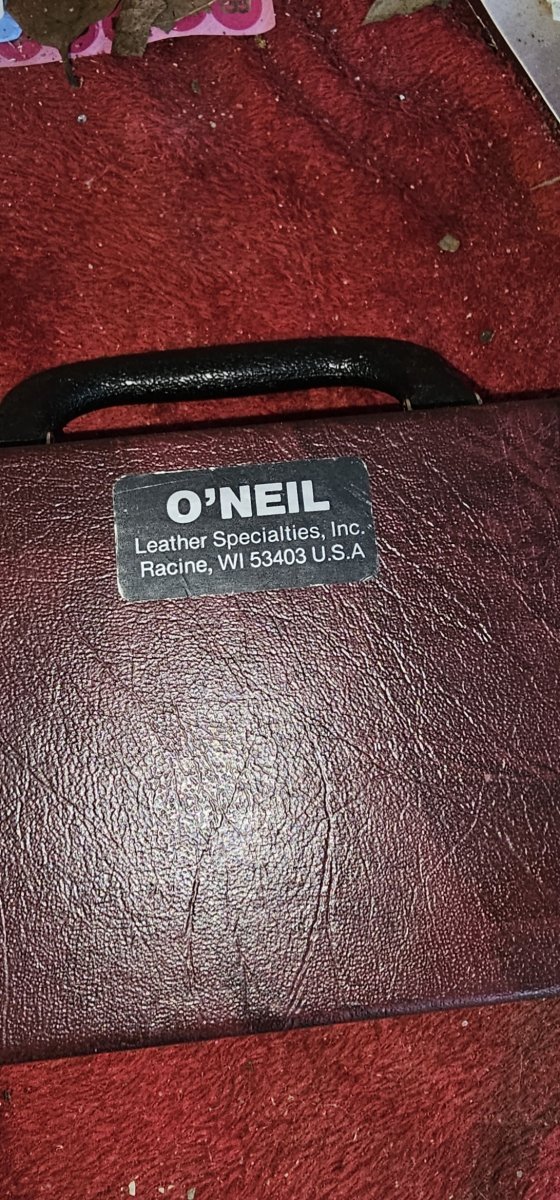 O'NEIL
Leather Specialties, Inc.
Racine, WI 53403 U.S.A